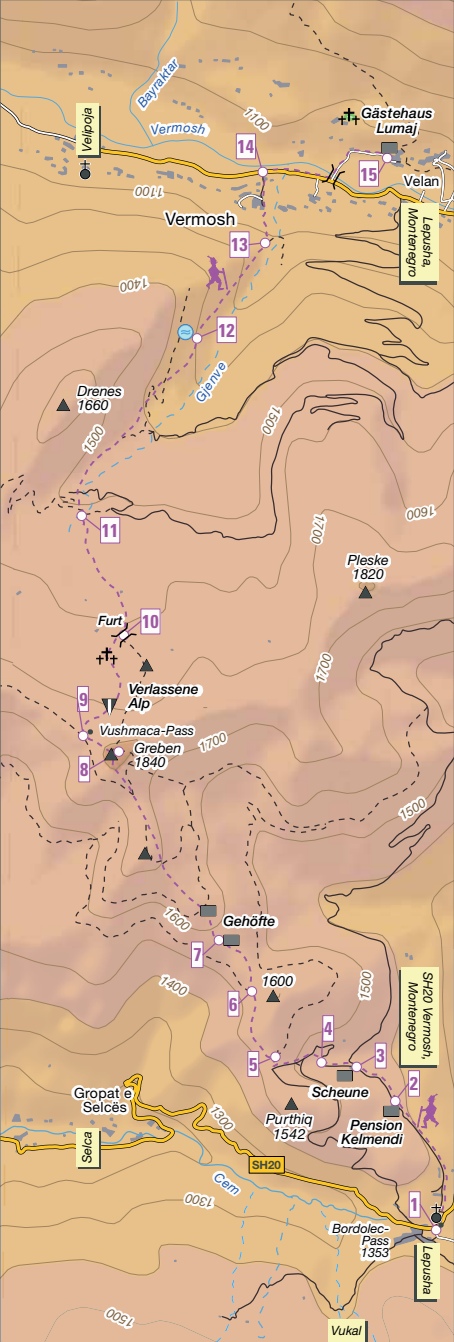 Bayraktar
1100
Gästehaus
Lumaj
Velipoja
Vermosh
14
15
Velan
1100
Vermosh
Lepusha,
Montenegro
13
1400
12
Gjenve
Drenes
1660
1500
1500
11
1700
1600
Pleske
1820
Furt
10
1700
9
Verlassene
Alp
Vushmaca-Pass
8
Greben
1840
1700
1500
1600
Gehöfte
7
1400
6
1600
1500
SH20 Vermosh,
Montenegro
4
5
3
2
Scheune
Gropat e
Selcës
1300
Purthiq
1542
Pension
Kelmendi
Selca
SH20
Cem
1300
1
Bordolec-
Pass
1353
Lepusha
1500
Vukal